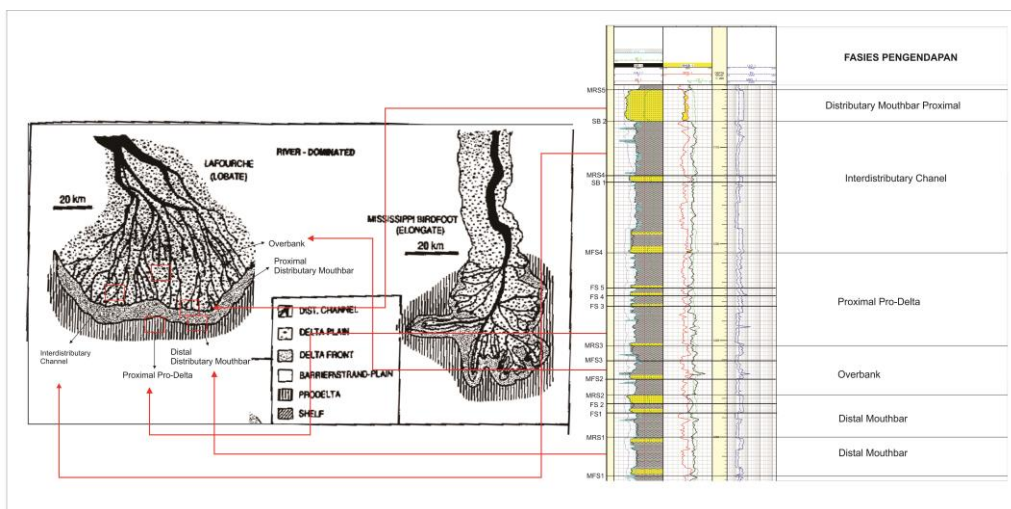 RIVER - DOMINATED
LAFOURCHE
(LOBATE)
20 km
MISSISSIPPI BIRDFOOT
(ELONGATE)
20 km
Overbank
Proximal
Distributary Mouthbar
Interdistributary
Channel
Proximal Pro-Delta
Distal
Distributary Mouthbar
DIST. CHANNEL
DELTA-PLAIN
DELTA FRONT
BARRIER/STRAND-PLAIN
PRODELTA
SHELF
FASIES PENGENDAPAN
MRS5
Distributary Mouthbar Proximal
SB 2
MRS4
Interdistributary Chanel
SB 1
MFS4
FS 5
FS 4
FS 3
Proximal Pro-Delta
MRS3
MFS3
Overbank
MFS2
MRS2
FS 2
FS1
Distal Mouthbar
MRS1
Distal Mouthbar
MFS1